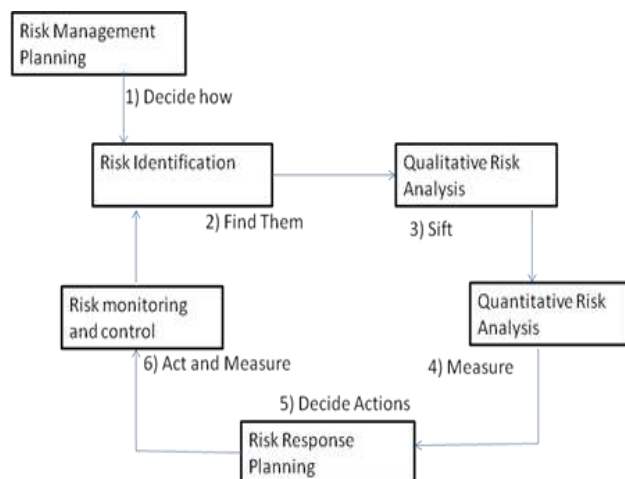 Risk Management
Planning
1) Decide how
Risk Identification
Qualitative Risk
Analysis
2) Find Them
3) Sift
Risk monitoring
and control
Quantitative Risk
Analysis
6) Act and Measure
4) Measure
5) Decide Actions
Risk Response
Planning